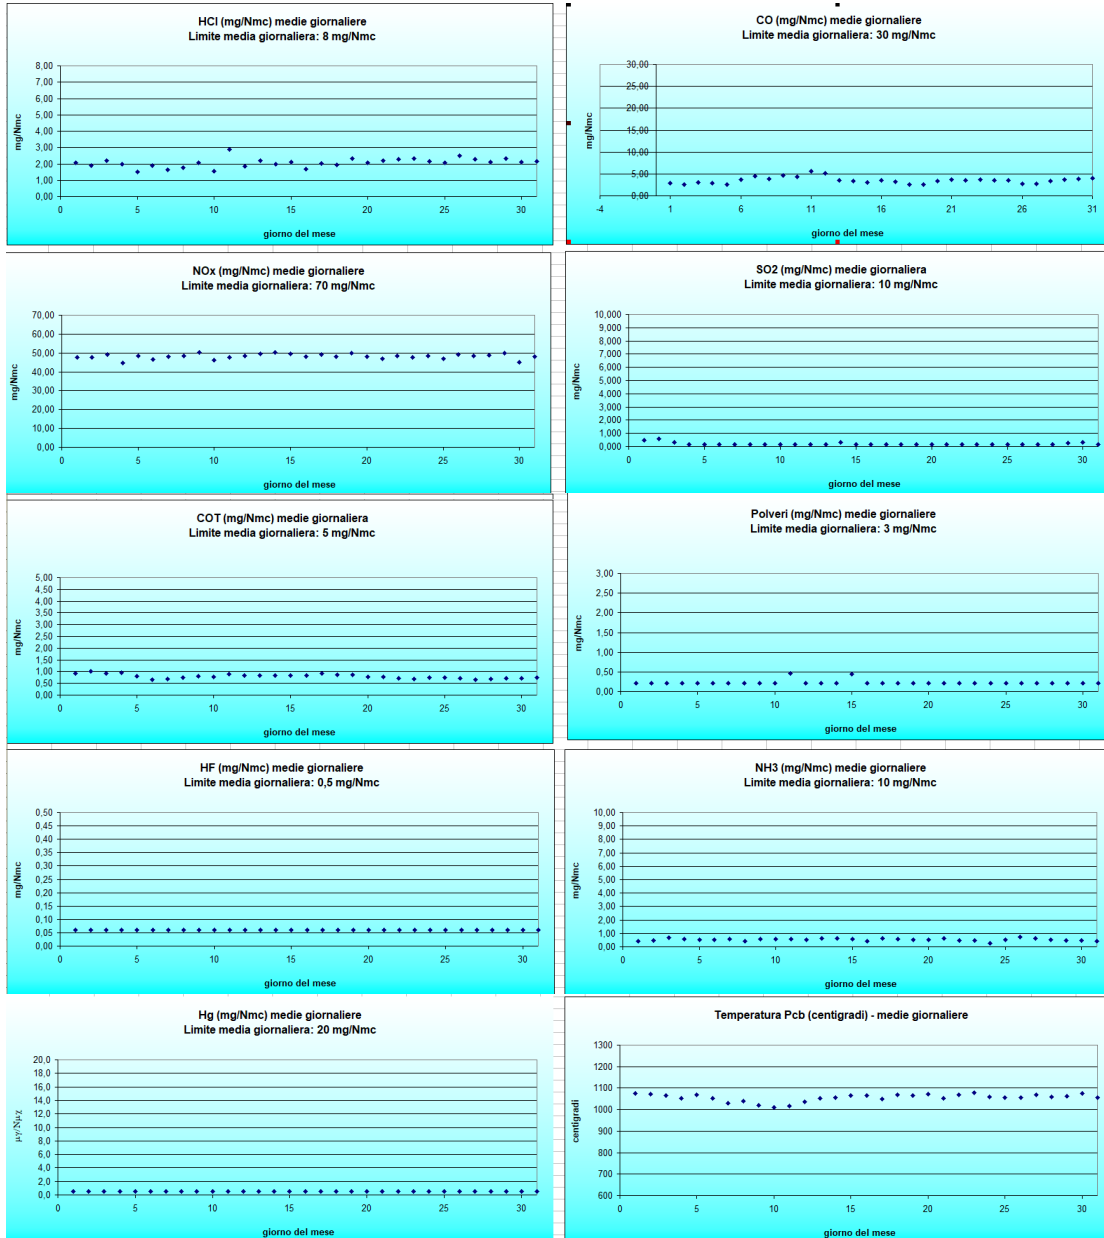 HCl (mg/Nmc) medie giornaliere
Limite media giornaliera: 8 mg/Nmc
8,00
7,00
6,00
5,00
4,00
3,00
2,00
1,00
0,00
mg/Nmc
0 5 10 15 20 25 30
giorno del mese
CO (mg/Nmc) medie giornaliere
Limite media giornaliera: 30 mg/Nmc
30,00
25,00
20,00
15,00
10,00
5,00
0,00
mg/Nmc
-4 1 6 11 16 21 26 31
giorno del mese
NOx (mg/Nmc) medie giornaliere
Limite media giornaliera: 70 mg/Nmc
70,00
60,00
50,00
40,00
30,00
20,00
10,00
0,00
mg/Nmc
0 5 10 15 20 25 30
giorno del mese
SO2 (mg/Nmc) medie giornaliera
Limite media giornaliera: 10 mg/Nmc
10,000
9,000
8,000
7,000
6,000
5,000
4,000
3,000
2,000
1,000
0,000
mg/Nmc
0 5 10 15 20 25 30
giorno del mese
COT (mg/Nmc) medie giornaliera
Limite media giornaliera: 5 mg/Nmc
5,00
4,50
4,00
3,50
3,00
2,50
2,00
1,50
1,00
0,50
0,00
mg/Nmc
0 5 10 15 20 25 30
giorno del mese
Polveri (mg/Nmc) medie giornaliere
Limite media giornaliera: 3 mg/Nmc
3,00
2,50
2,00
1,50
1,00
0,50
0,00
mg/Nmc
0 5 10 15 20 25 30
giorno del mese
HF (mg/Nmc) medie giornaliere
Limite media giornaliera: 0,5 mg/Nmc
0,50
0,45
0,40
0,35
0,30
0,25
0,20
0,15
0,10
0,05
0,00
mg/Nmc
0 5 10 15 20 25 30
giorno del mese
NH3 (mg/Nmc) medie giornaliere
Limite media giornaliera: 10 mg/Nmc
10,00
9,00
8,00
7,00
6,00
5,00
4,00
3,00
2,00
1,00
0,00
mg/Nmc
0 5 10 15 20 25 30
giorno del mese
Hg (mg/Nmc) medie giornaliere
Limite media giornaliera: 20 mg/Nmc
20,0
18,0
16,0
14,0
12,0
10,0
8,0
6,0
4,0
2,0
0,0
μγ/Νμχ
0 5 10 15 20 25 30
giorno del mese
Temperatura Pcb (centigradi) - medie giornaliere
1300
1200
1100
1000
900
800
700
600
centigradi
0 5 10 15 20 25 30
giorno del mese